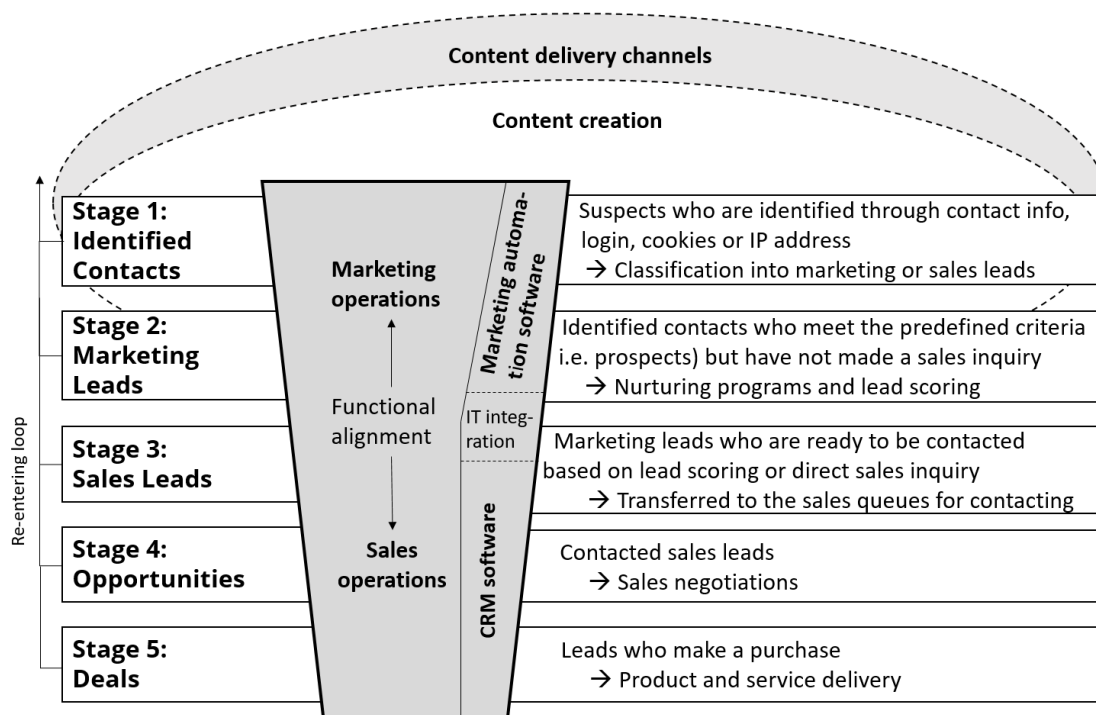 Content delivery channels
Content creation
Re-entering loop
Stage 1:
Identified
Contacts
Marketing
operations
Marketing automa-
tion software
Suspects who are identified through contact info,
login, cookies or IP address
→ Classification into marketing or sales leads
Stage 2:
Marketing
Leads
Identified contacts who meet the predefined criteria
i.e. prospects) but have not made a sales inquiry
→ Nurturing programs and lead scoring
Functional
alignment
IT integ-
ration
Stage 3:
Sales Leads
Marketing leads who are ready to be contacted
based on lead scoring or direct sales inquiry
→ Transferred to the sales queues for contacting
Stage 4:
Opportunities
Sales
operations
CRM software
Contacted sales leads
→ Sales negotiations
Stage 5:
Deals
Leads who make a purchase
→ Product and service delivery